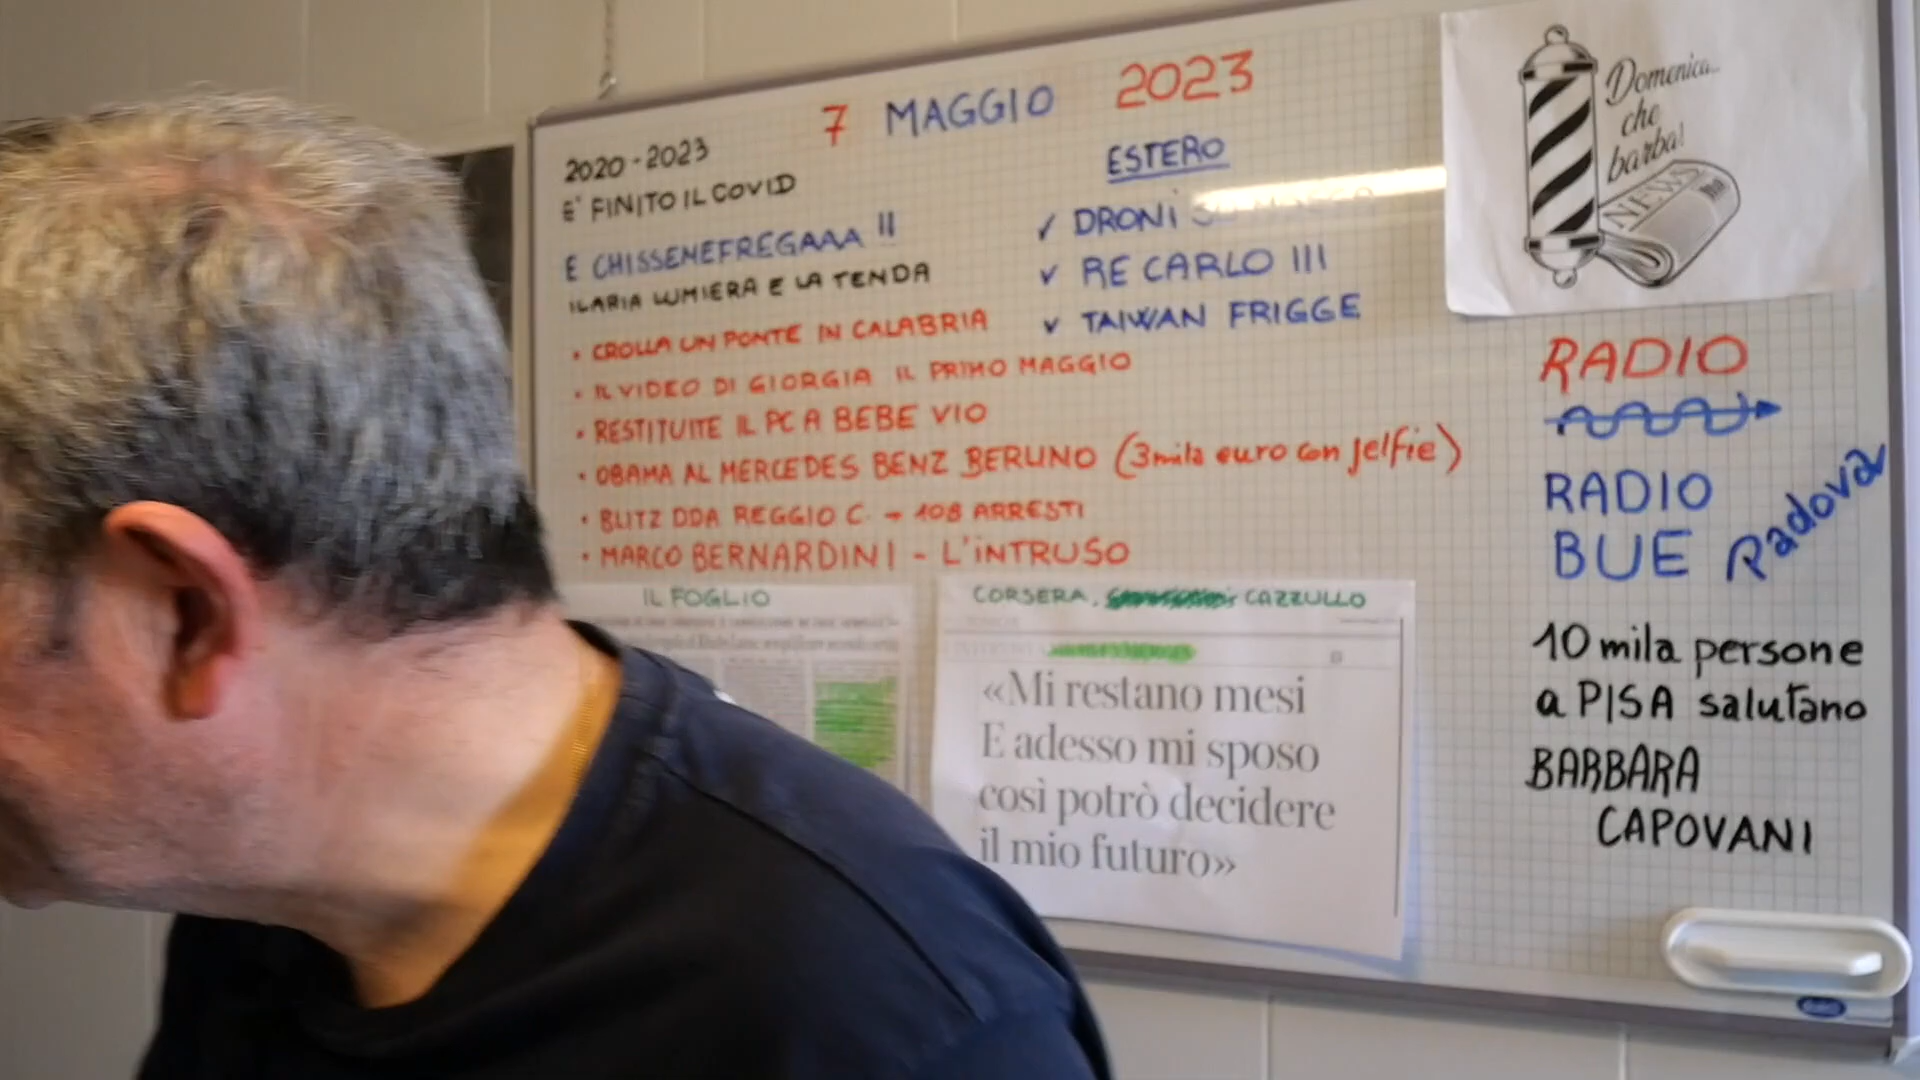 7 MAGGIO 2023
2020-2023
E' FINITO IL COVID
E CHISSENEFREGAAA !!
ILARIA LUMIERA E LA TENDA
• CROLLA UN PONTE IN CALABRIA
• IL VIDEO DI GIORGIA IL PRIMO MAGGIO
• RESTITUITE IL PC A BEBE VIO
• OBAMA AL MERCEDES BENZ BERLINO (3mila euro con selfie)
• BLITZ DDA REGGIO C. → 108 ARRESTI
• MARCO BERNARDINI - L'INTRUSO
ESTERO
✓ DRONI
✓ RE CARLO III
✓ TAIWAN FRIGGE
IL FOGLIO
CORSERA, CAZZULLO
«Mi restano mesi
E adesso mi sposo
così potrò decidere
il mio futuro»
Domenica...
che
barba!
NEWS
RADIO
RADIO
BUE
Radova
10 mila persone
a PISA salutano
BARBARA
CAPOVANI